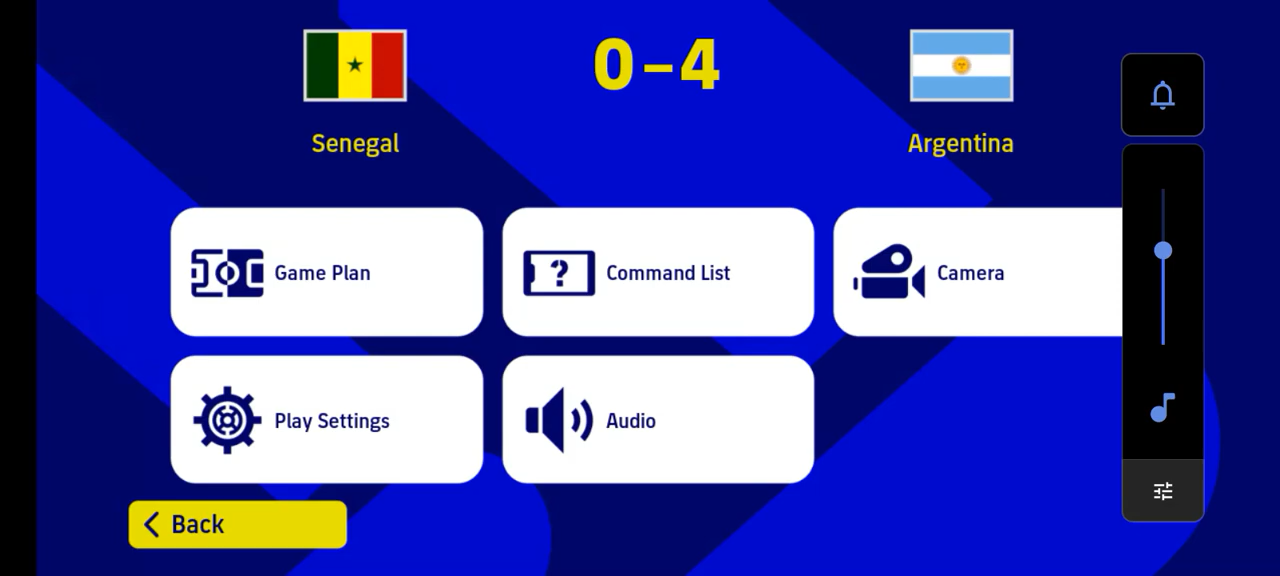 0-4
Senegal
Argentina
Game Plan
?
Command List
Camera
Play Settings
Audio
Back